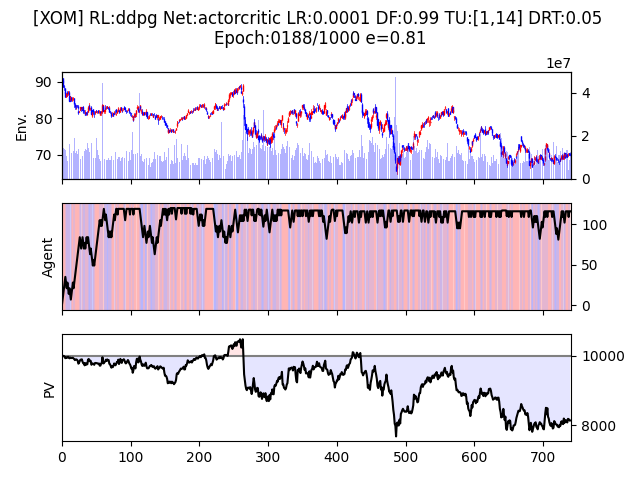 [XOM] RL:ddpg Net:actorcritic LR:0.0001 DF:0.99 TU:[1,14] DRT:0.05
Epoch:0188/1000 e=0.81
1e7
90
80
70
Env.
4
2
0
Agent
100
50
0
PV
10000
8000
0 100 200 300 400 500 600 700